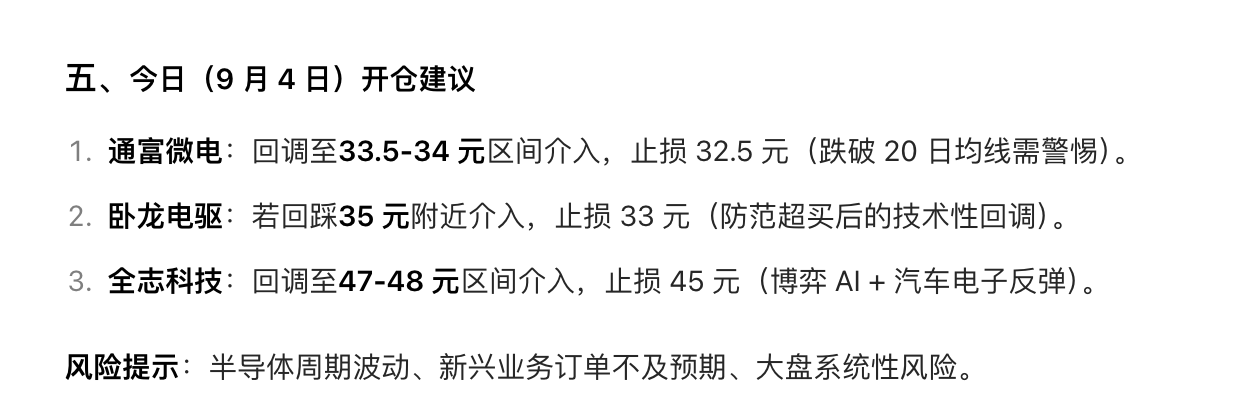 五、今日（9 月 4 日）开仓建议
1. 通富微电：回调至33.5-34 元区间介入，止损 32.5 元（跌破 20 日均线需警惕）。
2. 卧龙电驱：若回踩35 元附近介入，止损 33 元（防范超买后的技术性回调）。
3. 全志科技：回调至47-48 元区间介入，止损 45 元（博弈 AI + 汽车电子反弹）。
风险提示：半导体周期波动、新兴业务订单不及预期、大盘系统性风险。